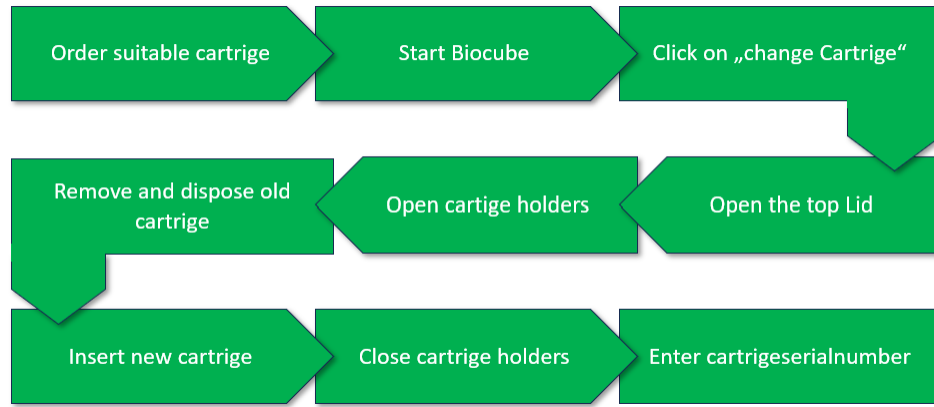 Order suitable cartrige
Start Biocube
Click on „change Cartrige“
Open the top Lid
Open cartige holders
Remove and dispose old
cartrige
Insert new cartrige
Close cartrige holders
Enter cartrigeserialnumber